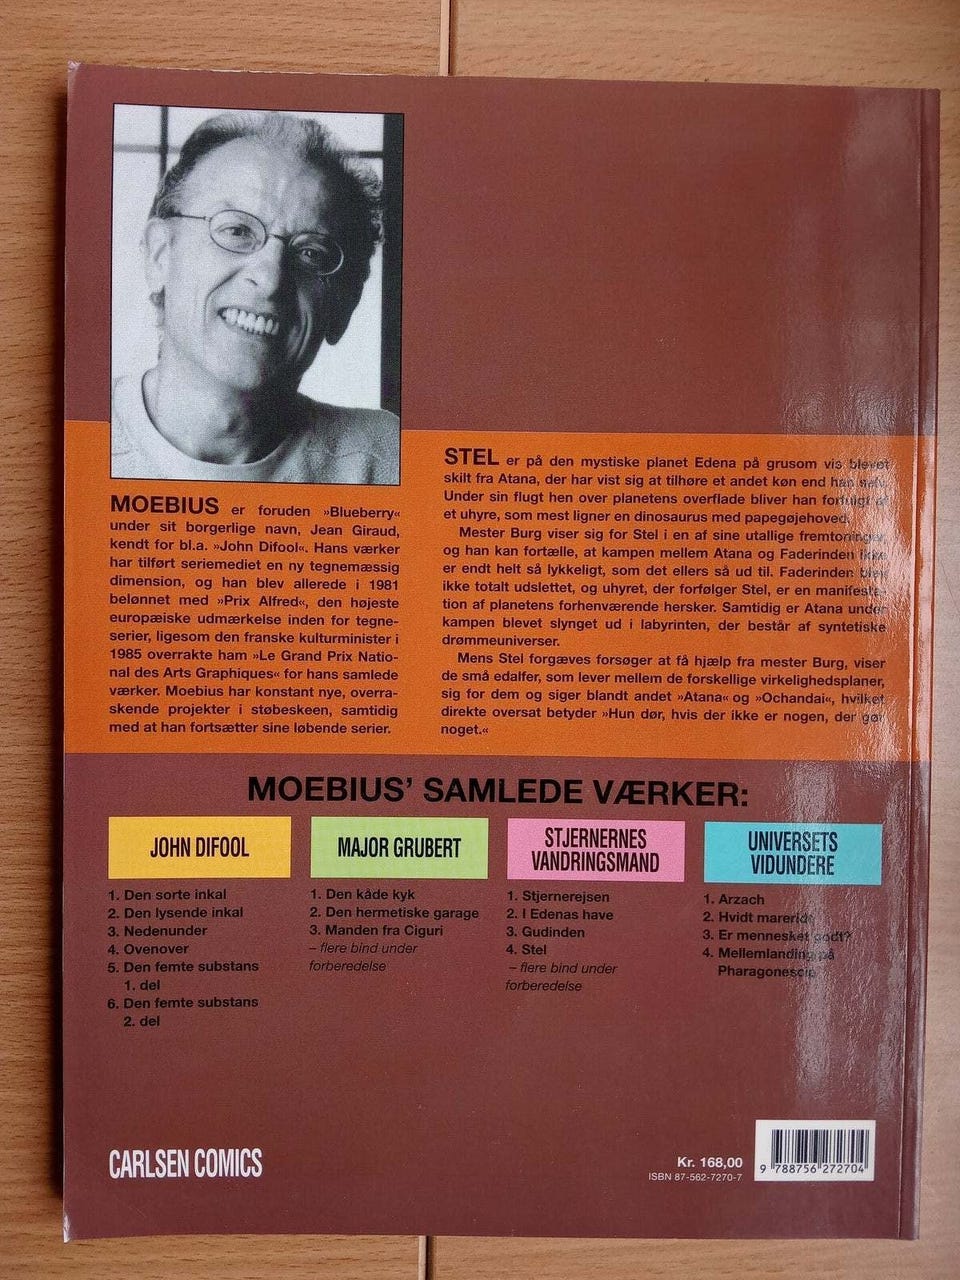 MOEBIUS er foruden »Blueberry«
under sit borgerlige navn, Jean Giraud,
kendt for bl.a. »John Difool«. Hans værker
har tilført seriemediet en ny tegnemæssig
dimension, og han blev allerede i 1981
belønnet med »Prix Alfred«, den højeste
europæiske udmærkelse inden for tegne-
serier, ligesom den franske kulturminister i
1985 overrakte ham »Le Grand Prix Natio-
nal des Arts Graphiques« for hans samlede
værker. Moebius har konstant nye, overra-
skende projekter i støbeskeen, samtidig
med at han fortsætter sine løbende serier.
STEL er på den mystiske planet Edena på grusom vis blevet
skilt fra Atana, der har vist sig at tilhøre et andet køn end han selv.
Under sin flugt hen over planetens overflade bliver han forfulgt af
et uhyre, som mest ligner en dinosaurus med papegøjehoved.
Mester Burg viser sig for Stel i en af sine utallige fremtoninger,
og han kan fortælle, at kampen mellem Atana og Faderinden ikke
er endt helt så lykkeligt, som det ellers så ud til. Faderinden blev
ikke totalt udslettet, og uhyret, der forfølger Stel, er en manifesta-
tion af planetens forhenværende hersker. Samtidig er Atana under
kampen blevet slynget ud i labyrinten, der består af syntetiske
drømmeuniverser.
Mens Stel forgæves forsøger at få hjælp fra mester Burg, viser
de små edalfer, som lever mellem de forskellige virkelighedsplaner,
sig for dem og siger blandt andet »Atana« og »Ochandai«, hvilket
direkte oversat betyder »Hun dør, hvis der ikke er nogen, der gør
noget.«
MOEBIUS' SAMLEDE VÆRKER:
JOHN DIFOOL
1. Den sorte inkal
2. Den lysende inkal
3. Nedenunder
4. Ovenover
5. Den femte substans
1. del
6. Den femte substans
2. del
MAJOR GRUBERT
1. Den kåde kyk
2. Den hermetiske garage
3. Manden fra Ciguri
– flere bind under
forberedelse
STJERNERNES
VANDRINGSMAND
1. Stjernerejsen
2. I Edenas have
3. Gudinden
4. Stel
– flere bind under
forberedelse
UNIVERSETS
VIDUNDERE
1. Arzach
2. Hvidt mareridt
3. Er mennesket godt?
4. Mellemlanding på
Pharagonescia
CARLSEN COMICS
Kr. 168,00
ISBN 87-562-7270-7
9 788756 272704